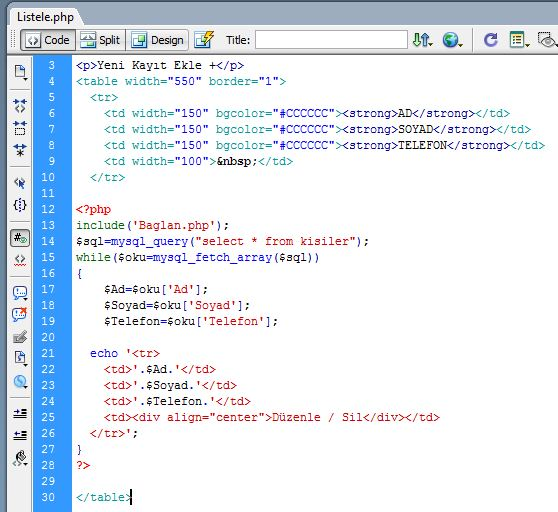 Listele.php
Code Split Design Title:
3 <p>Yeni Kayıt Ekle +</p>
4 <table width="550" border="1">
5 <tr>
6 <td width="150" bgcolor="#CCCCCC"><strong>AD</strong></td>
7 <td width="150" bgcolor="#CCCCCC"><strong>SOYAD</strong></td>
8 <td width="150" bgcolor="#CCCCCC"><strong>TELEFON</strong></td>
9 <td width="100">&nbsp;</td>
10 </tr>
11
12 <?php
13 include('Baglan.php');
14 $sql=mysql_query("select * from kisiler");
15 while($oku=mysql_fetch_array($sql))
16 {
17 $Ad=$oku['Ad'];
18 $Soyad=$oku['Soyad'];
19 $Telefon=$oku['Telefon'];
20
21 echo '<tr>
22 <td>'.$Ad.'</td>
23 <td>'.$Soyad.'</td>
24 <td>'.$Telefon.'</td>
25 <td><div align="center">Düzenle / Sil</div></td>
26 </tr>';
27 }
28 ?>
29
30 </table>